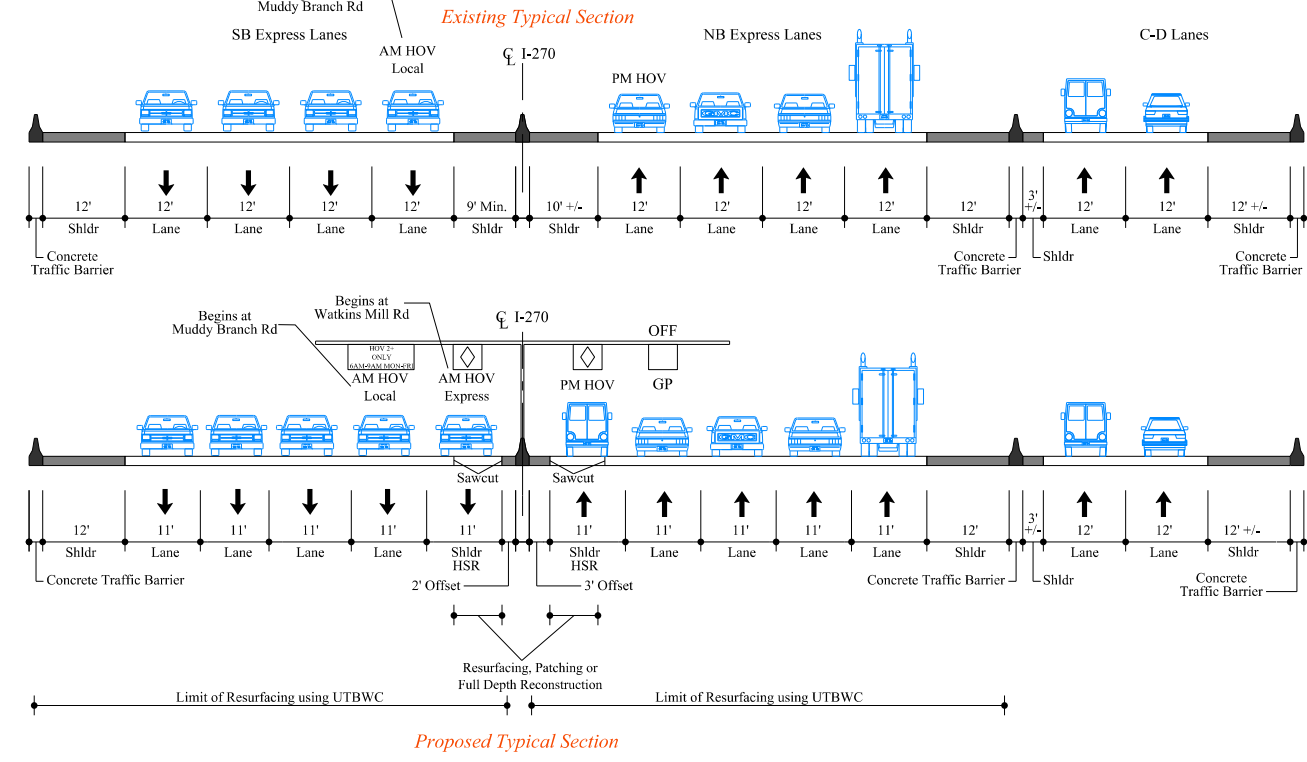 Muddy Branch Rd
Existing Typical Section
SB Express Lanes
NB Express Lanes
C-D Lanes
AM HOV
Local
CL I-270
PM HOV
12' 12' 12' 12' 12' 9' Min. 10' +/- 12' 12' 12' 12' 12' 3' +/- 12' 12' 12' +/-
Shldr Lane Lane Lane Lane Shldr Shldr Lane Lane Lane Lane Shldr Lane Lane Shldr
Concrete
Traffic Barrier
Concrete
Traffic Barrier
Shldr
Concrete
Traffic Barrier
Begins at
Muddy Branch Rd
Begins at
Watkins Mill Rd
CL I-270
OFF
HOV 2+
ONLY
6AM-9AM MON-FRI
AM HOV
Local
AM HOV
Express
PM HOV
GP
Sawcut
Sawcut
12' 11' 11' 11' 11' 11' 11' 11' 11' 11' 11' 12' 3' +/- 12' 12' 12' +/-
Shldr Lane Lane Lane Lane Shldr Shldr Lane Lane Lane Lane Shldr Lane Lane Shldr
HSR HSR
Concrete Traffic Barrier
2' Offset
3' Offset
Concrete Traffic Barrier
Shldr
Concrete
Traffic Barrier
Resurfacing, Patching or
Full Depth Reconstruction
Limit of Resurfacing using UTBWC
Limit of Resurfacing using UTBWC
Proposed Typical Section